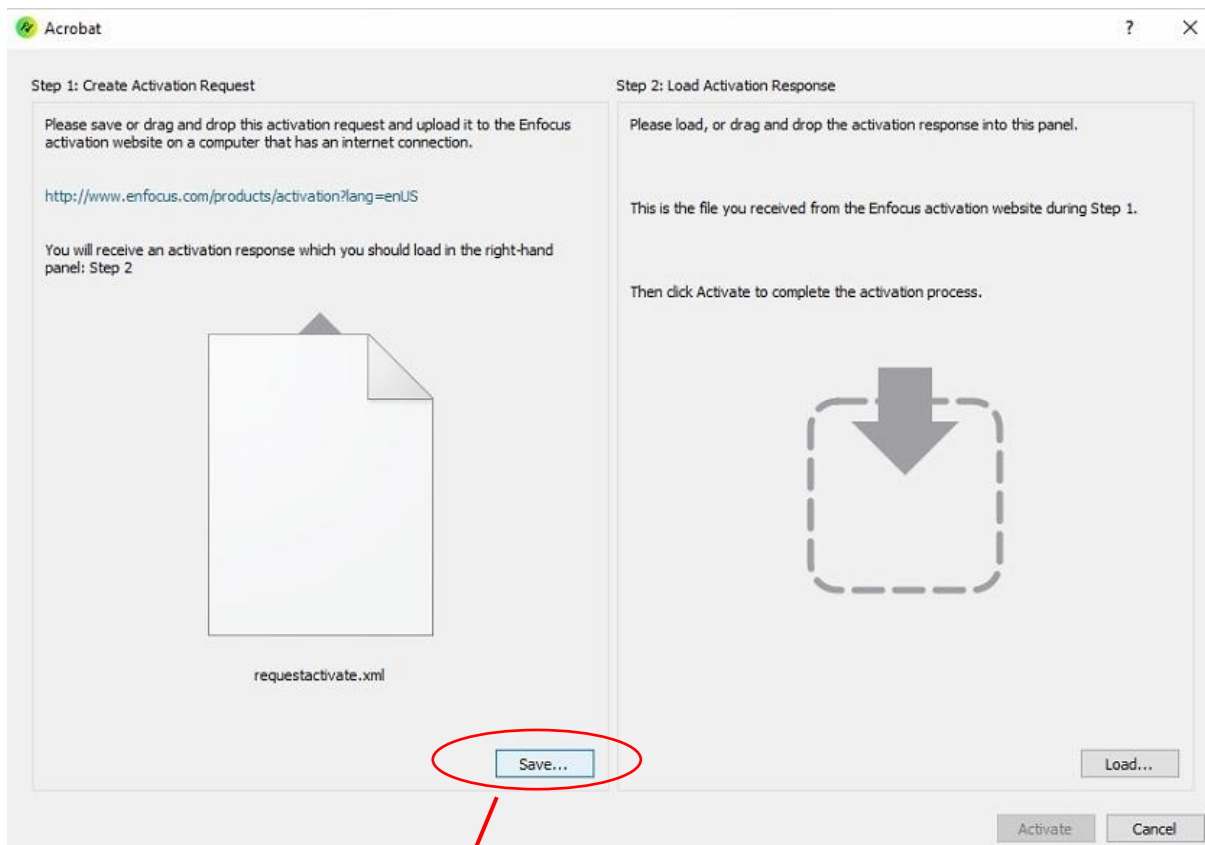 Acrobat
?
Step 1: Create Activation Request
Please save or drag and drop this activation request and upload it to the Enfocus
activation website on a computer that has an internet connection.
http://www.enfocus.com/products/activation?lang=enUS
You will receive an activation response which you should load in the right-hand
panel: Step 2
requestactivate.xml
Save...
Step 2: Load Activation Response
Please load, or drag and drop the activation response into this panel.
This is the file you received from the Enfocus activation website during Step 1.
Then click Activate to complete the activation process.
Load...
Activate
Cancel